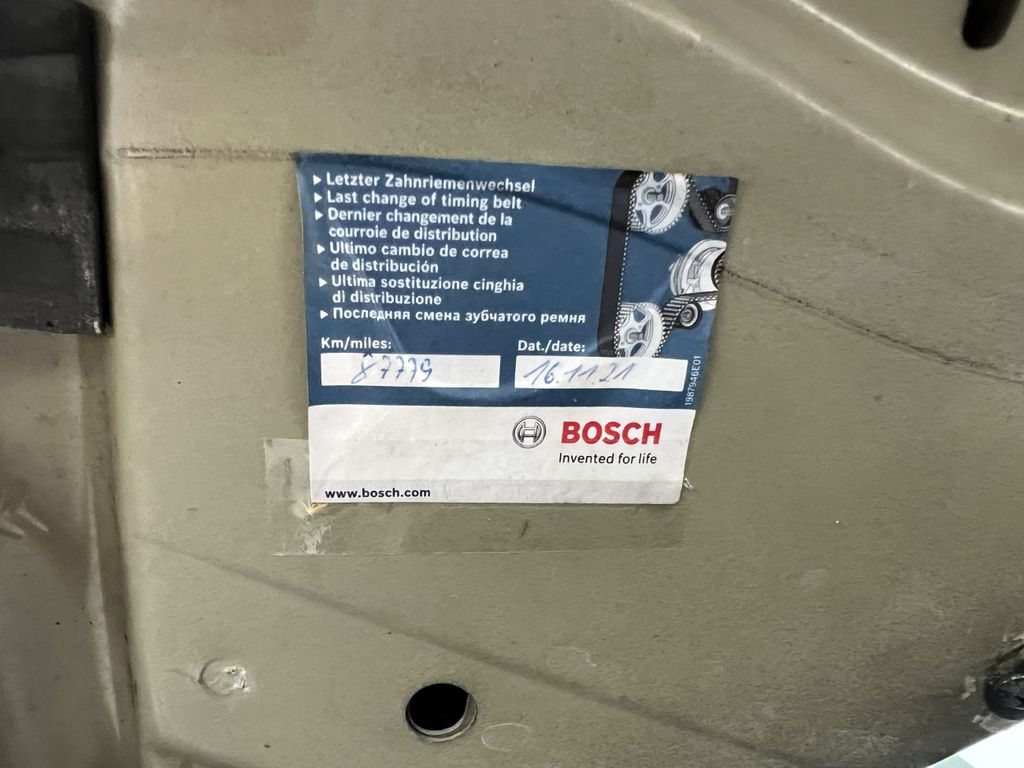 ▸ Letzter Zahnriemenwechsel
▸ Last change of timing belt
▸ Dernier changement de la
courroie de distribution
▸ Ultimo cambio de correa
de distribución
▸ Ultima sostituzione cinghia
di distribuzione
▸ Последняя смена зубчатого ремня
Km/miles: Dat./date:
87779 16.11.21
1987946E01
BOSCH
Invented for life
www.bosch.com